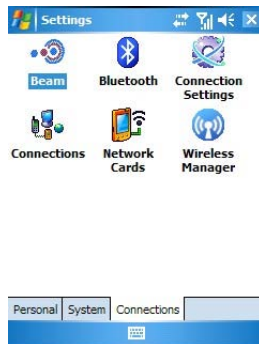 Settings
Beam Bluetooth Connection Settings
Connections Network Cards Wireless Manager
Personal System Connections